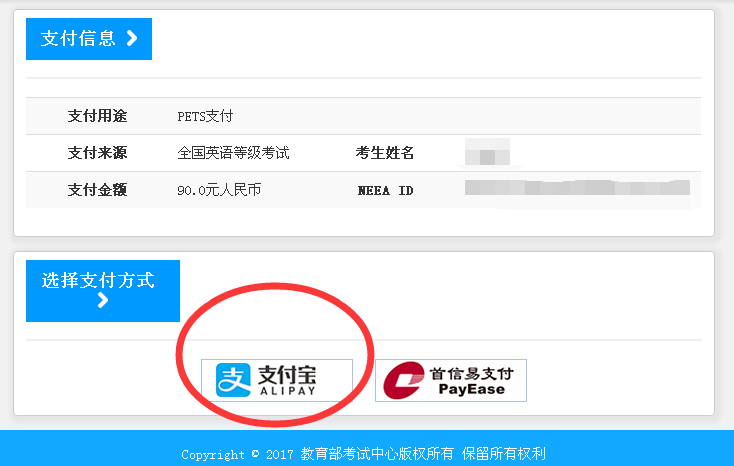 支付信息
支付用途 PETS支付
支付来源 全国英语等级考试 考生姓名
支付金额 90.0元人民币 NEEA ID
选择支付方式
支付宝 首信易支付
ALIPAY PayEase
Copyright © 2017 教育部考试中心版权所有 保留所有权利